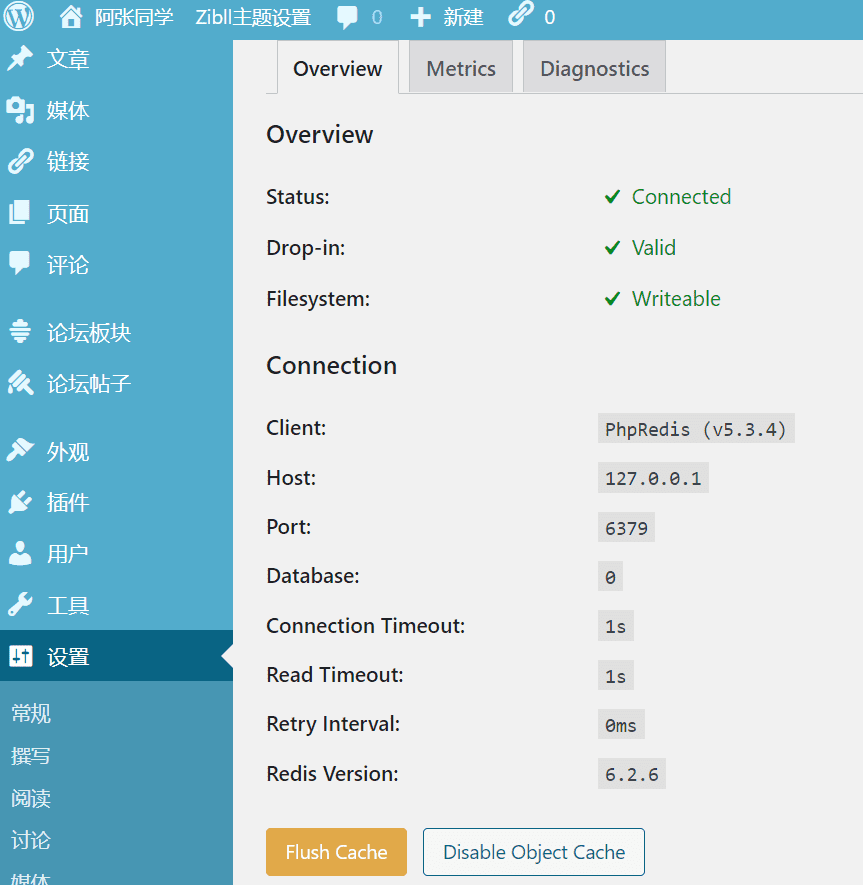 阿张同学 Zibll主题设置 0 新建 0
文章
媒体
链接
页面
评论
论坛板块
论坛帖子
外观
插件
用户
工具
设置
常规
撰写
阅读
讨论
媒体
Overview Metrics Diagnostics
Overview
Status: Connected
Drop-in: Valid
Filesystem: Writeable
Connection
Client: PhpRedis (v5.3.4)
Host: 127.0.0.1
Port: 6379
Database: 0
Connection Timeout: 1s
Read Timeout: 1s
Retry Interval: 0ms
Redis Version: 6.2.6
Flush Cache Disable Object Cache